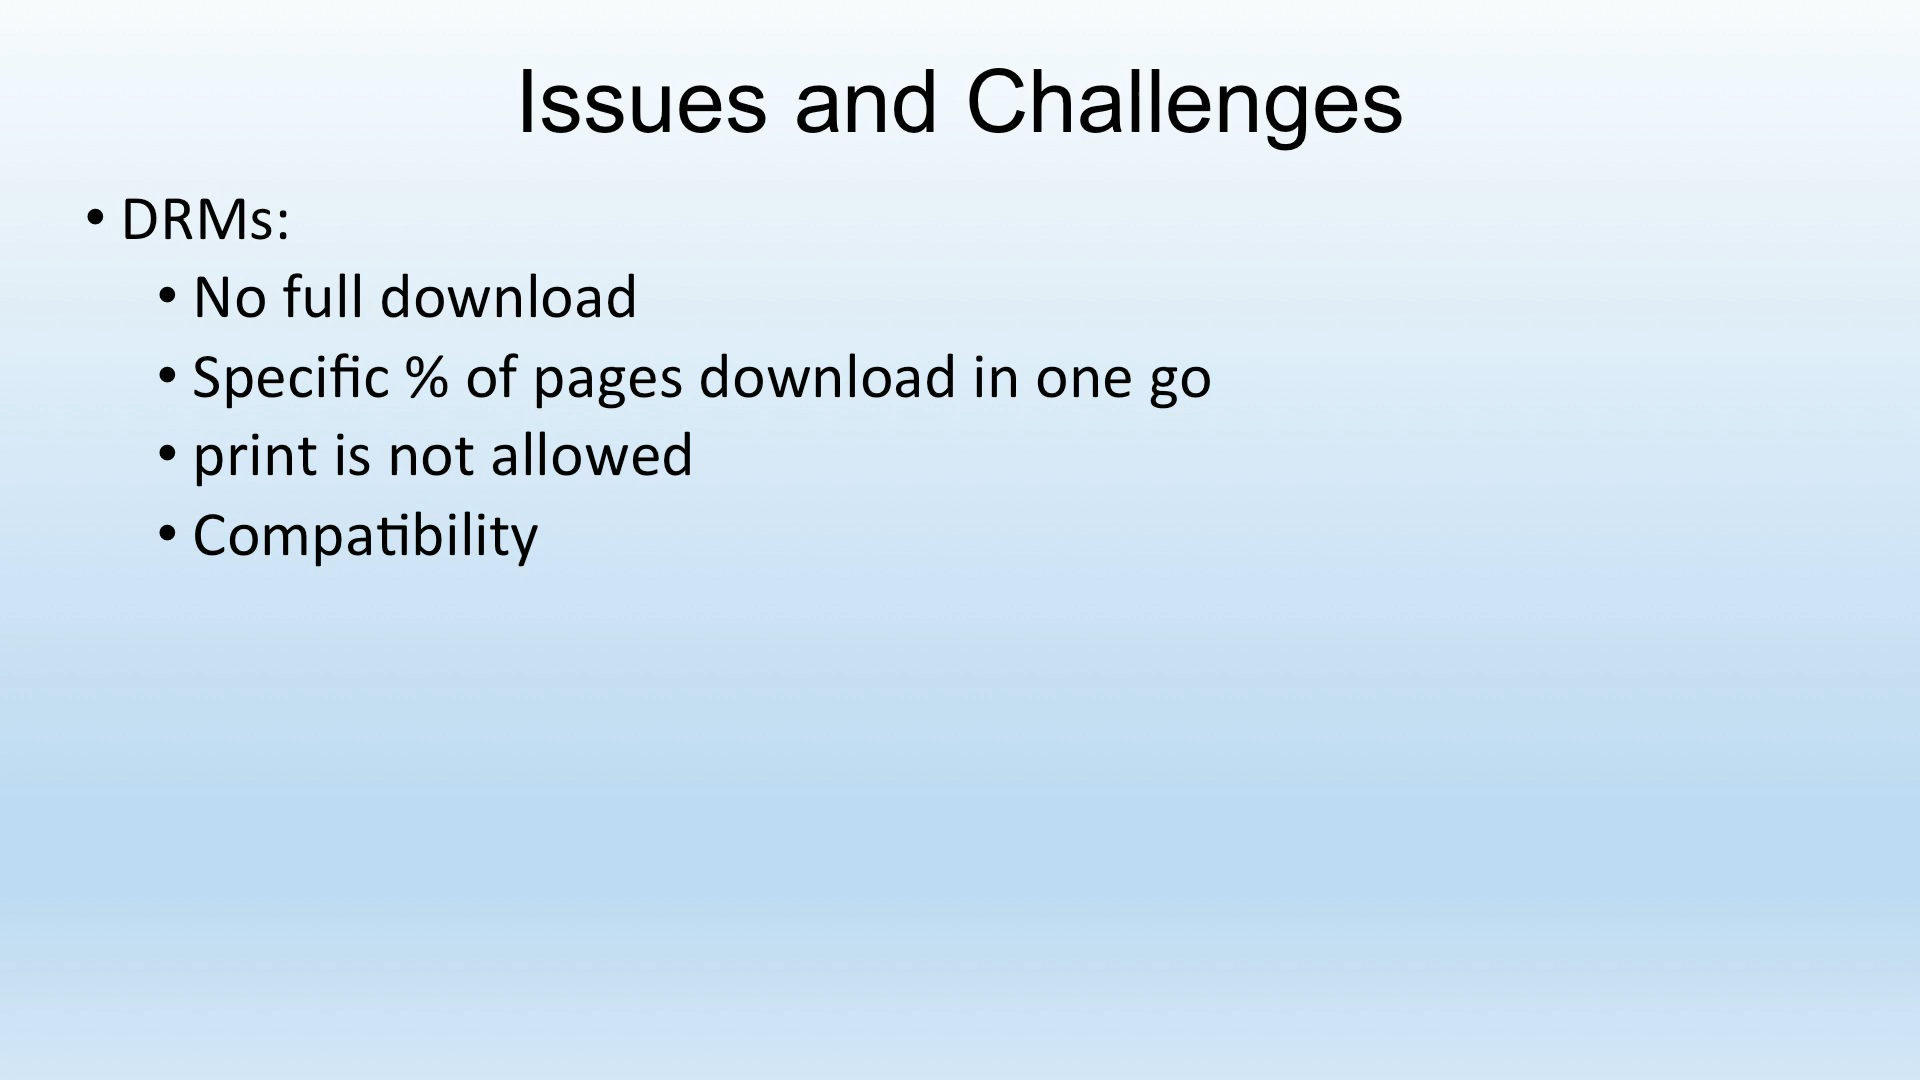 Issues and Challenges
• DRMs:
• No full download
• Specific % of pages download in one go
• print is not allowed
• Compatibility